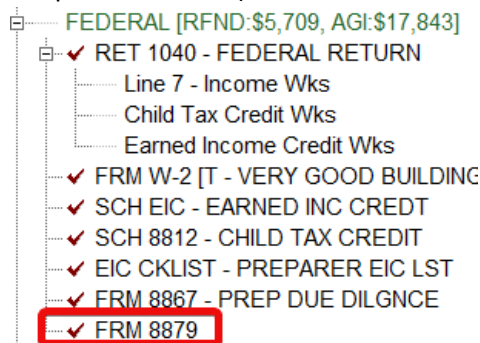 FEDERAL [RFND:$5,709, AGI:$17,843]
RET 1040 - FEDERAL RETURN
Line 7 - Income Wks
Child Tax Credit Wks
Earned Income Credit Wks
FRM W-2 [T - VERY GOOD BUILDING
SCH EIC - EARNED INC CREDT
SCH 8812 - CHILD TAX CREDIT
EIC CKLIST - PREPARER EIC LST
FRM 8867 - PREP DUE DILGNCE
FRM 8879